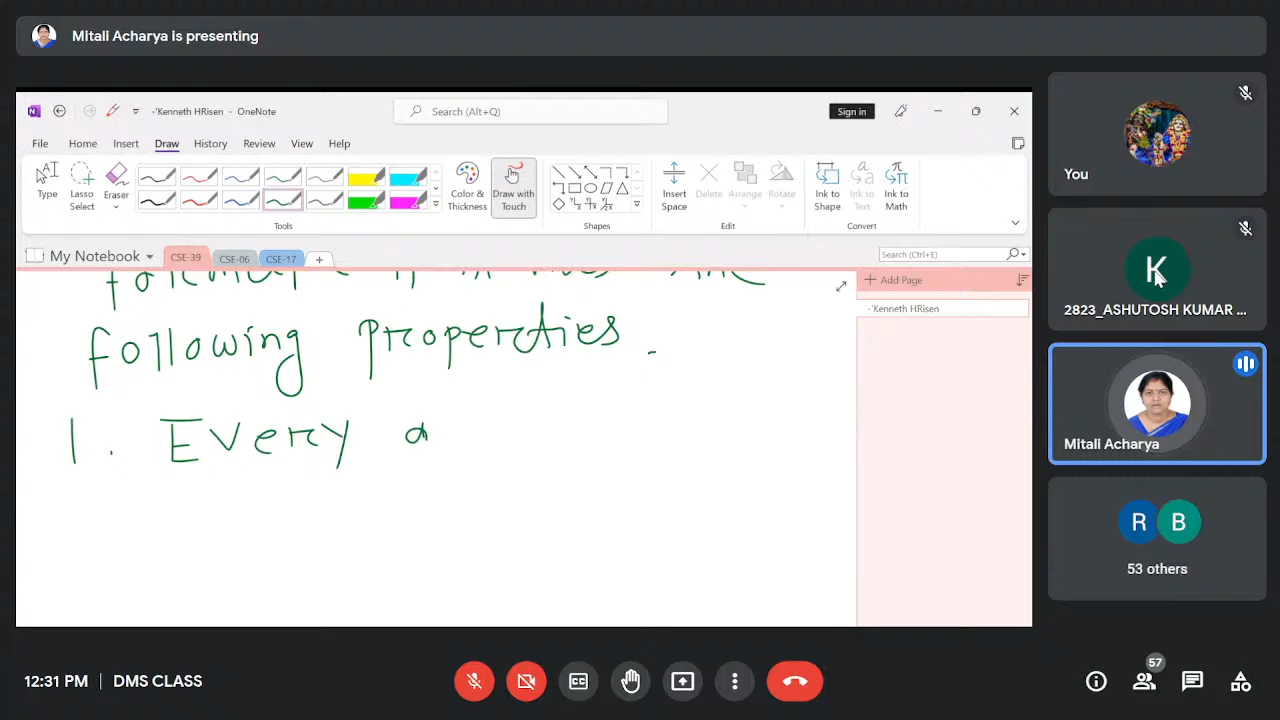 Mitali Acharya is presenting
-'Kenneth HRisen - OneNote
Search (Alt+Q)
Sign in
File Home Insert Draw History Review View Help
Type
Lasso Select
Eraser
Color & Thickness
Draw with Touch
Insert Space
Delete
Arrange
Rotate
Ink to Shape
Ink to Text
Ink to Math
Tools
Shapes
Edit
Convert
My Notebook
CSE-39
CSE-06
CSE-17
Search (Ctrl+E)
Add Page
-'Kenneth HRisen
following properties.
1. Every
You
K
2823_ASHUTOSH KUMAR ...
Mitali Acharya
R B
53 others
12:31 PM | DMS CLASS
57